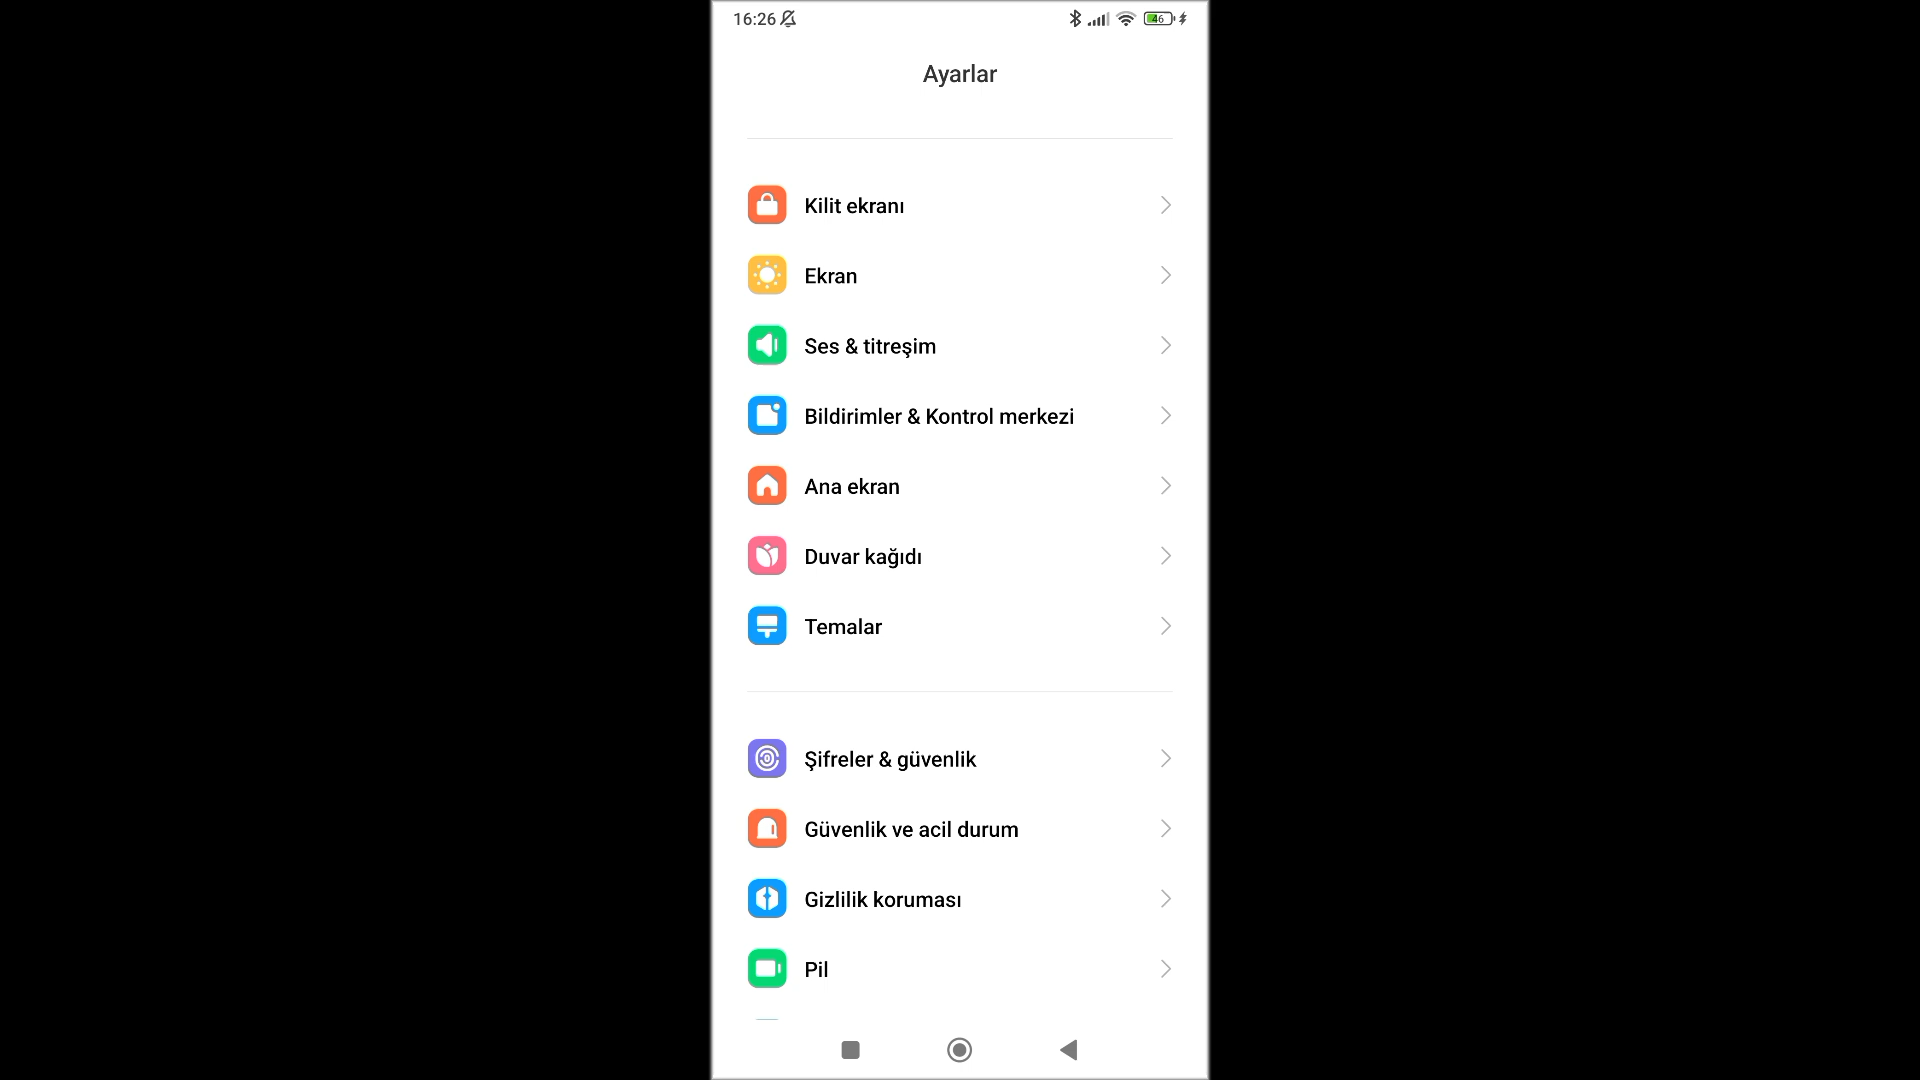 16:26
46
Ayarlar
Kilit ekranı
Ekran
Ses & titreşim
Bildirimler & Kontrol merkezi
Ana ekran
Duvar kağıdı
Temalar
Şifreler & güvenlik
Güvenlik ve acil durum
Gizlilik koruması
Pil